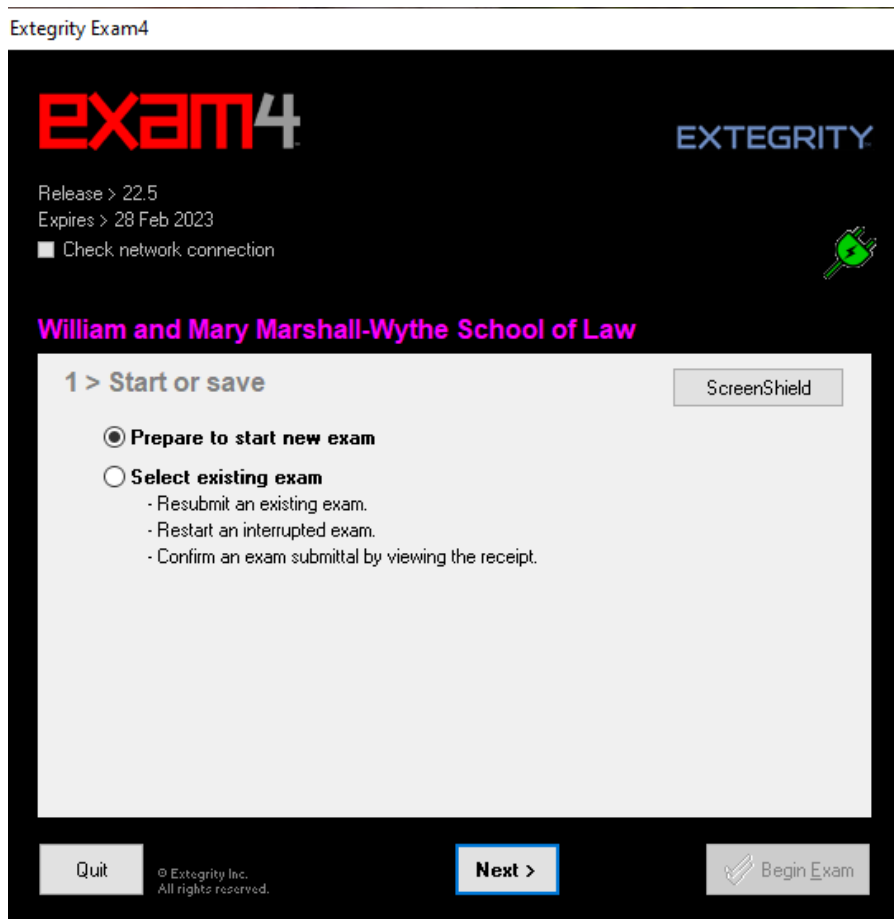 Extegrity Exam4
exam4
EXTEGRITY
Release > 22.5
Expires > 28 Feb 2023
Check network connection
William and Mary Marshall-Wythe School of Law
1 > Start or save
ScreenShield
Prepare to start new exam
Select existing exam
- Resubmit an existing exam.
- Restart an interrupted exam.
- Confirm an exam submittal by viewing the receipt.
Quit
© Extegrity Inc.
All rights reserved.
Next >
Begin Exam